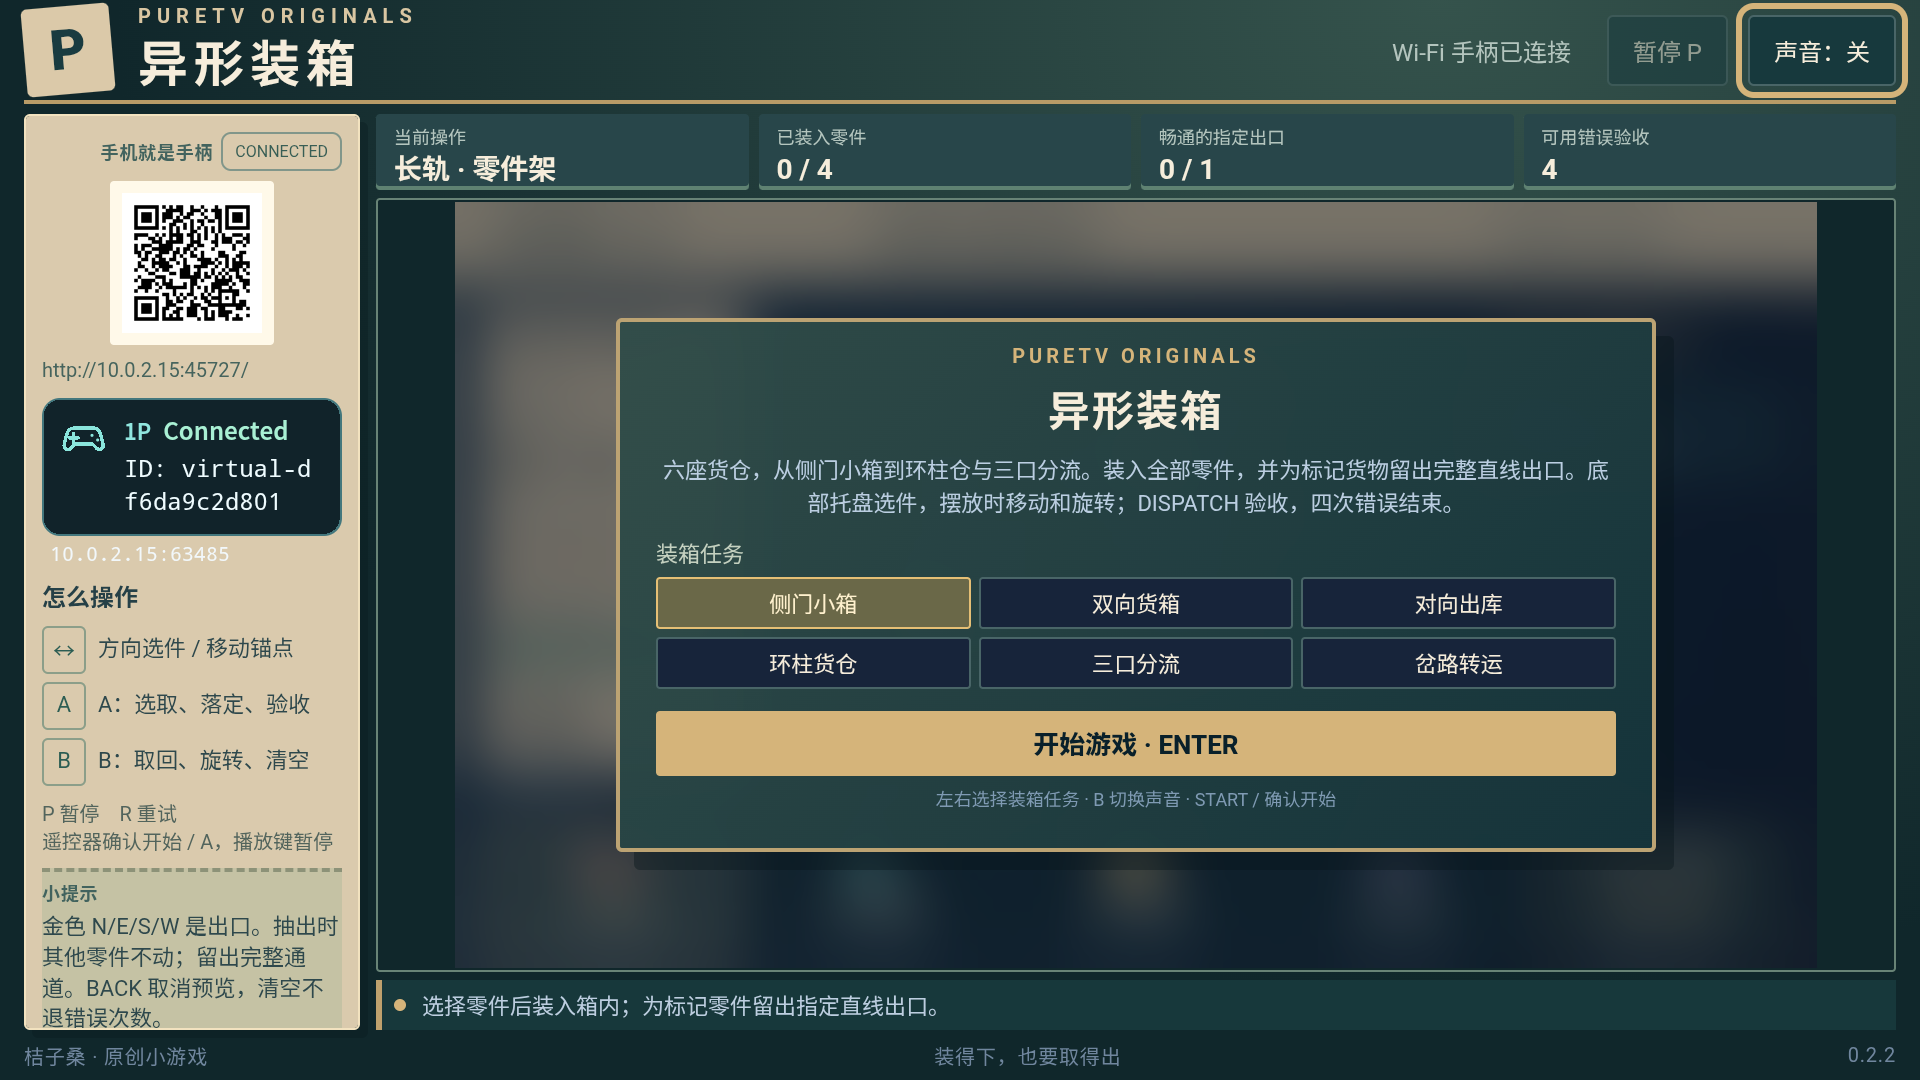 P
PURETV ORIGINALS
异形装箱
Wi-Fi 手柄已连接
暂停 P
声音：关
手机就是手柄
CONNECTED
http://10.0.2.15:45727/
1P Connected
ID: virtual-d
f6da9c2d801
10.0.2.15:63485
怎么操作
↔ 方向选件 / 移动锚点
A A：选取、落定、验收
B B：取回、旋转、清空
P 暂停 R 重试
遥控器确认开始 / A，播放键暂停
小提示
金色 N/E/S/W 是出口。抽出时
其他零件不动；留出完整通
道。BACK 取消预览，清空不
退错误次数。
当前操作
长轨 · 零件架
已装入零件
0 / 4
畅通的指定出口
0 / 1
可用错误验收
4
PURETV ORIGINALS
异形装箱
六座货仓，从侧门小箱到环柱仓与三口分流。装入全部零件，并为标记货物留出完整直线出口。底
部托盘选件，摆放时移动和旋转；DISPATCH 验收，四次错误结束。
装箱任务
侧门小箱
双向货箱
对向出库
环柱货仓
三口分流
岔路转运
开始游戏 · ENTER
左右选择装箱任务 · B 切换声音 · START / 确认开始
选择零件后装入箱内；为标记零件留出指定直线出口。
桔子桑 · 原创小游戏
装得下，也要取得出
0.2.2